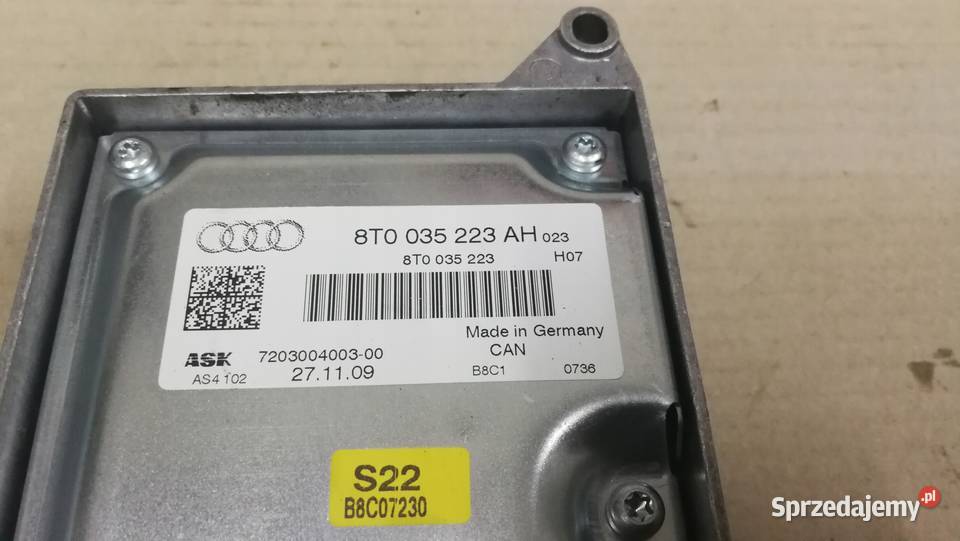 8T0 035 223 AH 023
8T0 035 223 H07
Made in Germany
ASK 7203004003-00 CAN
AS4 102 27.11.09 B8C1 0736
S22
B8C07230
Sprzedajemy.pl